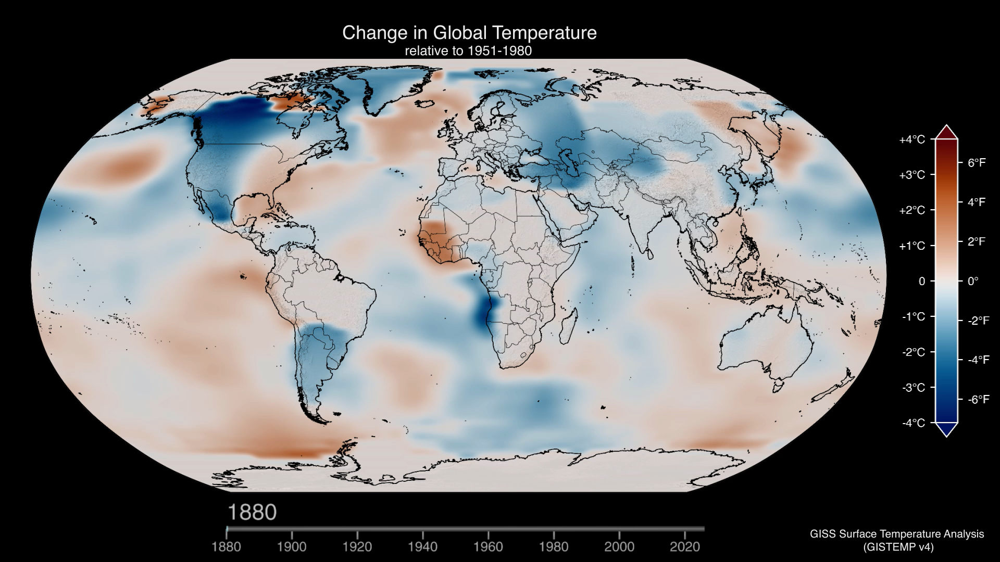 Change in Global Temperature
relative to 1951-1980
+4°C
+3°C
+2°C
+1°C
0
-1°C
-2°C
-3°C
-4°C
6°F
4°F
2°F
0°
-2°F
-4°F
-6°F
1880
1880 1900 1920 1940 1960 1980 2000 2020
GISS Surface Temperature Analysis
(GISTEMP v4)